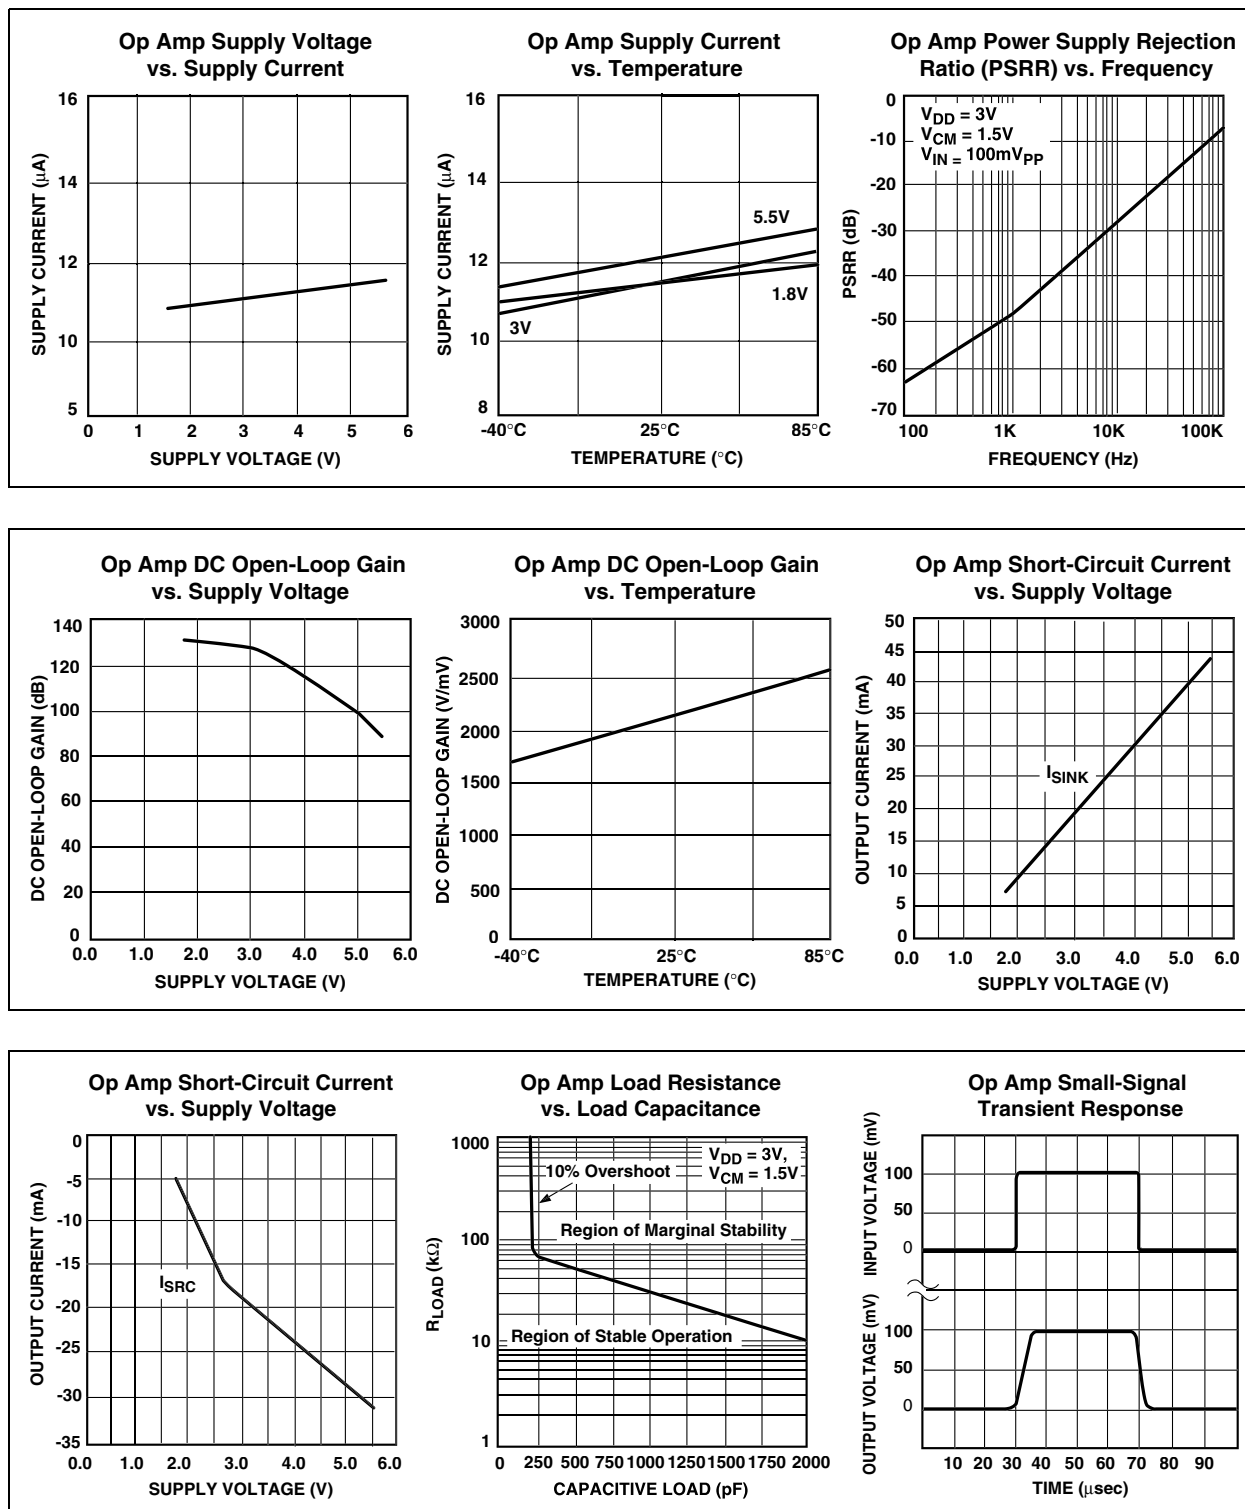 Op Amp Supply Voltage
vs. Supply Current
16
14
12
10
5
0 1 2 3 4 5 6
SUPPLY CURRENT (μA)
SUPPLY VOLTAGE (V)
Op Amp Supply Current
vs. Temperature
16
14
12
10
8
-40°C 25°C 85°C
5.5V
1.8V
3V
SUPPLY CURRENT (μA)
TEMPERATURE (°C)
Op Amp Power Supply Rejection
Ratio (PSRR) vs. Frequency
0
-10
-20
-30
-40
-50
-60
-70
100 1K 10K 100K
VDD = 3V
VCM = 1.5V
VIN = 100mVPP
PSRR (dB)
FREQUENCY (Hz)
Op Amp DC Open-Loop Gain
vs. Supply Voltage
140
120
100
80
60
40
20
0
0.0 1.0 2.0 3.0 4.0 5.0 6.0
DC OPEN-LOOP GAIN (dB)
SUPPLY VOLTAGE (V)
Op Amp DC Open-Loop Gain
vs. Temperature
3000
2500
2000
1500
1000
500
0
-40°C 25°C 85°C
DC OPEN-LOOP GAIN (V/mV)
TEMPERATURE (°C)
Op Amp Short-Circuit Current
vs. Supply Voltage
50
45
40
35
30
25
20
15
10
5
0
0.0 1.0 2.0 3.0 4.0 5.0 6.0
ISINK
OUTPUT CURRENT (mA)
SUPPLY VOLTAGE (V)
Op Amp Short-Circuit Current
vs. Supply Voltage
0
-5
-10
-15
-20
-25
-30
-35
0.0 1.0 2.0 3.0 4.0 5.0 6.0
ISRC
OUTPUT CURRENT (mA)
SUPPLY VOLTAGE (V)
Op Amp Load Resistance
vs. Load Capacitance
1000
100
10
1
0 250 500 750 1000 1250 1500 1750 2000
VDD = 3V,
VCM = 1.5V
10% Overshoot
Region of Marginal Stability
Region of Stable Operation
RLOAD (kΩ)
CAPACITIVE LOAD (pF)
Op Amp Small-Signal
Transient Response
INPUT VOLTAGE (mV)
100
50
0
OUTPUT VOLTAGE (mV)
100
50
0
10 20 30 40 50 60 70 80 90
TIME (μsec)